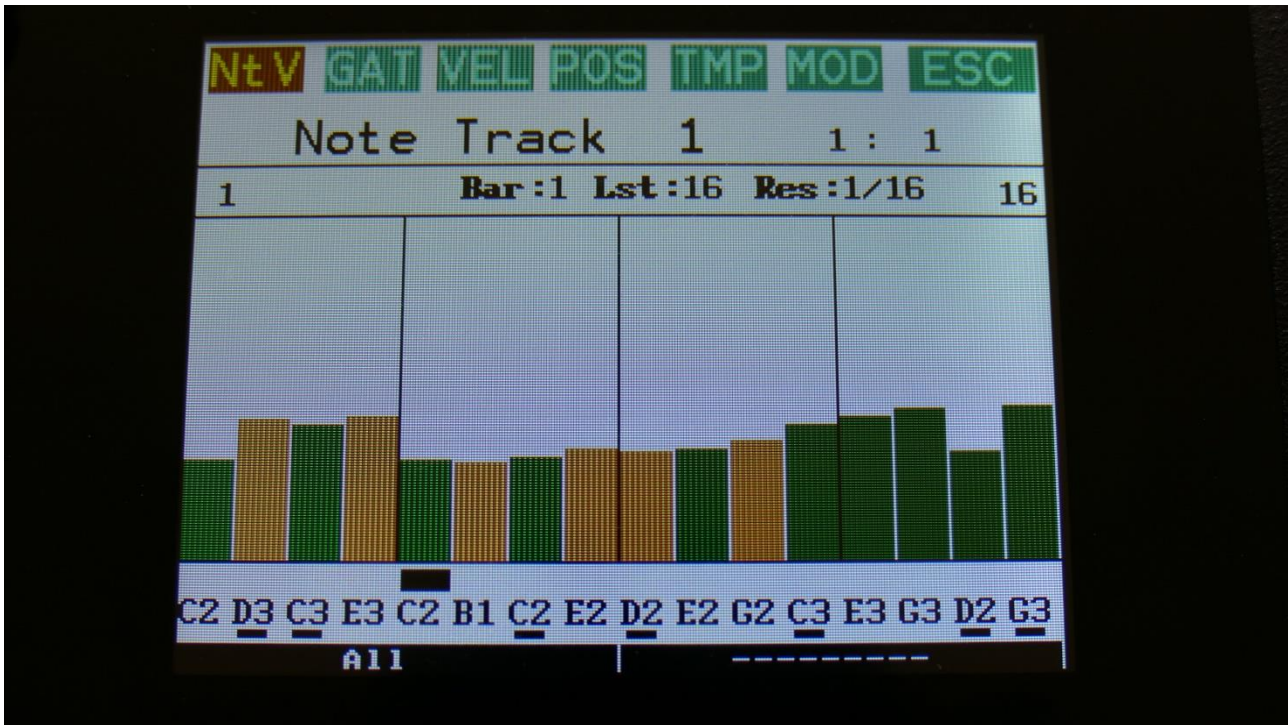 NtV GAT VEL POS TMP MOD ESC
Note Track 1 1 : 1
1 Bar:1 Lst:16 Res:1/16 16
C2 D3 C3 E3 C2 B1 C2 E2 D2 E2 G2 C3 E3 G3 D2 G3
All ---------